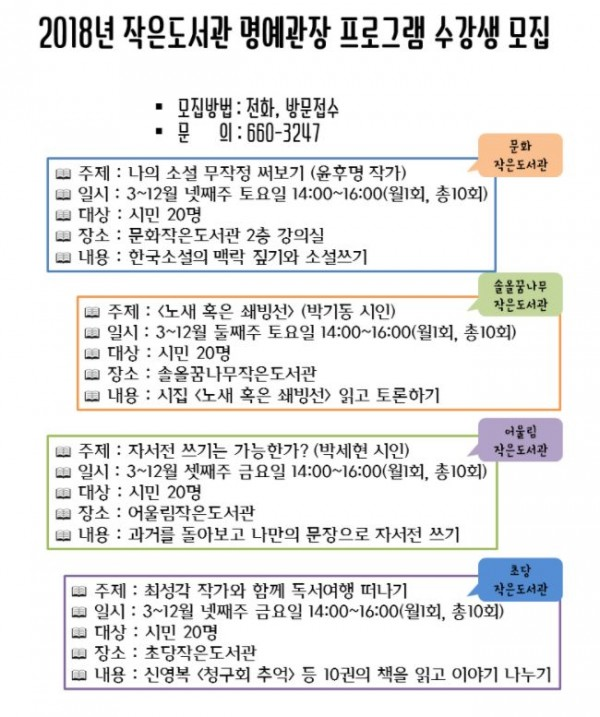 2018년 작은도서관 명예관장 프로그램 수강생 모집
▪ 모집방법 : 전화, 방문접수
▪ 문 의 : 660-3247
문화
작은도서관
주제 : 나의 소설 무작정 써보기 (윤후명 작가)
일시 : 3~12월 넷째주 토요일 14:00~16:00(월1회, 총10회)
대상 : 시민 20명
장소 : 문화작은도서관 2층 강의실
내용 : 한국소설의 맥락 짚기와 소설쓰기
솔올꿈나무
작은도서관
주제 : <노새 혹은 쇄빙선> (박기동 시인)
일시 : 3~12월 둘째주 토요일 14:00~16:00(월1회, 총10회)
대상 : 시민 20명
장소 : 솔올꿈나무작은도서관
내용 : 시집 <노새 혹은 쇄빙선> 읽고 토론하기
어울림
작은도서관
주제 : 자서전 쓰기는 가능한가? (박세현 시인)
일시 : 3~12월 셋째주 금요일 14:00~16:00(월1회, 총10회)
대상 : 시민 20명
장소 : 어울림작은도서관
내용 : 과거를 돌아보고 나만의 문장으로 자서전 쓰기
초당
작은도서관
주제 : 최성각 작가와 함께 독서여행 떠나기
일시 : 3~12월 넷째주 금요일 14:00~16:00(월1회, 총10회)
대상 : 시민 20명
장소 : 초당작은도서관
내용 : 신영복 <청구회 추억> 등 10권의 책을 읽고 이야기 나누기